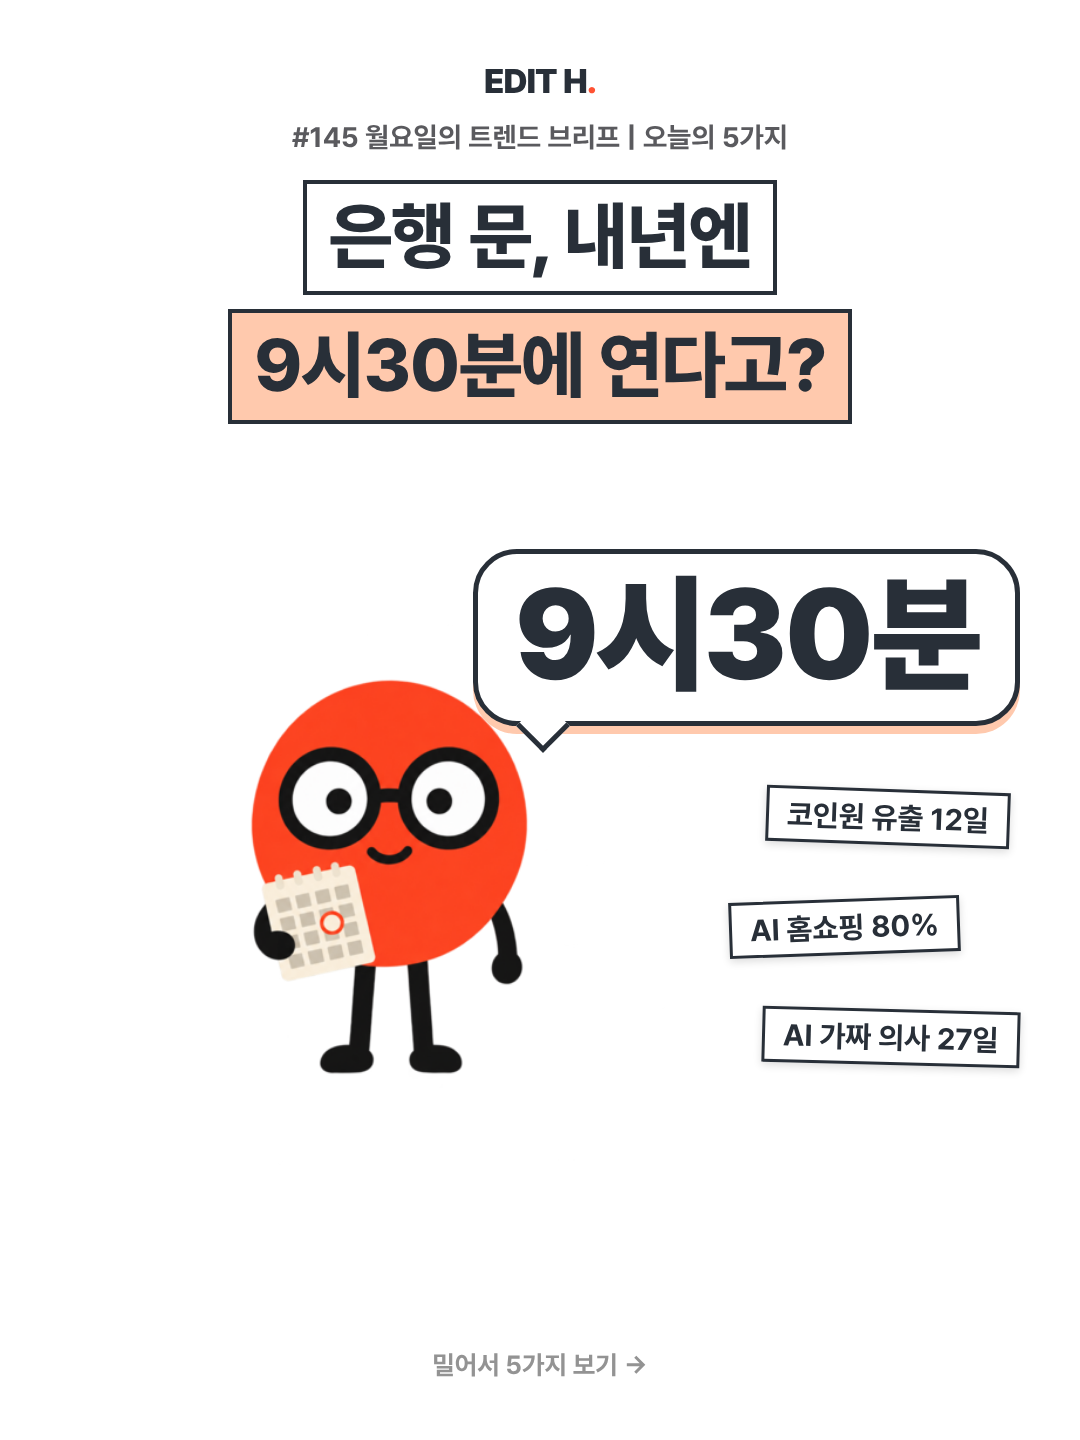 EDIT H.
#145 월요일의 트렌드 브리프 | 오늘의 5가지
은행 문, 내년엔
9시30분에 연다고?
9시30분
코인원 유출 12일
AI 홈쇼핑 80%
AI 가짜 의사 27일
밀어서 5가지 보기 →